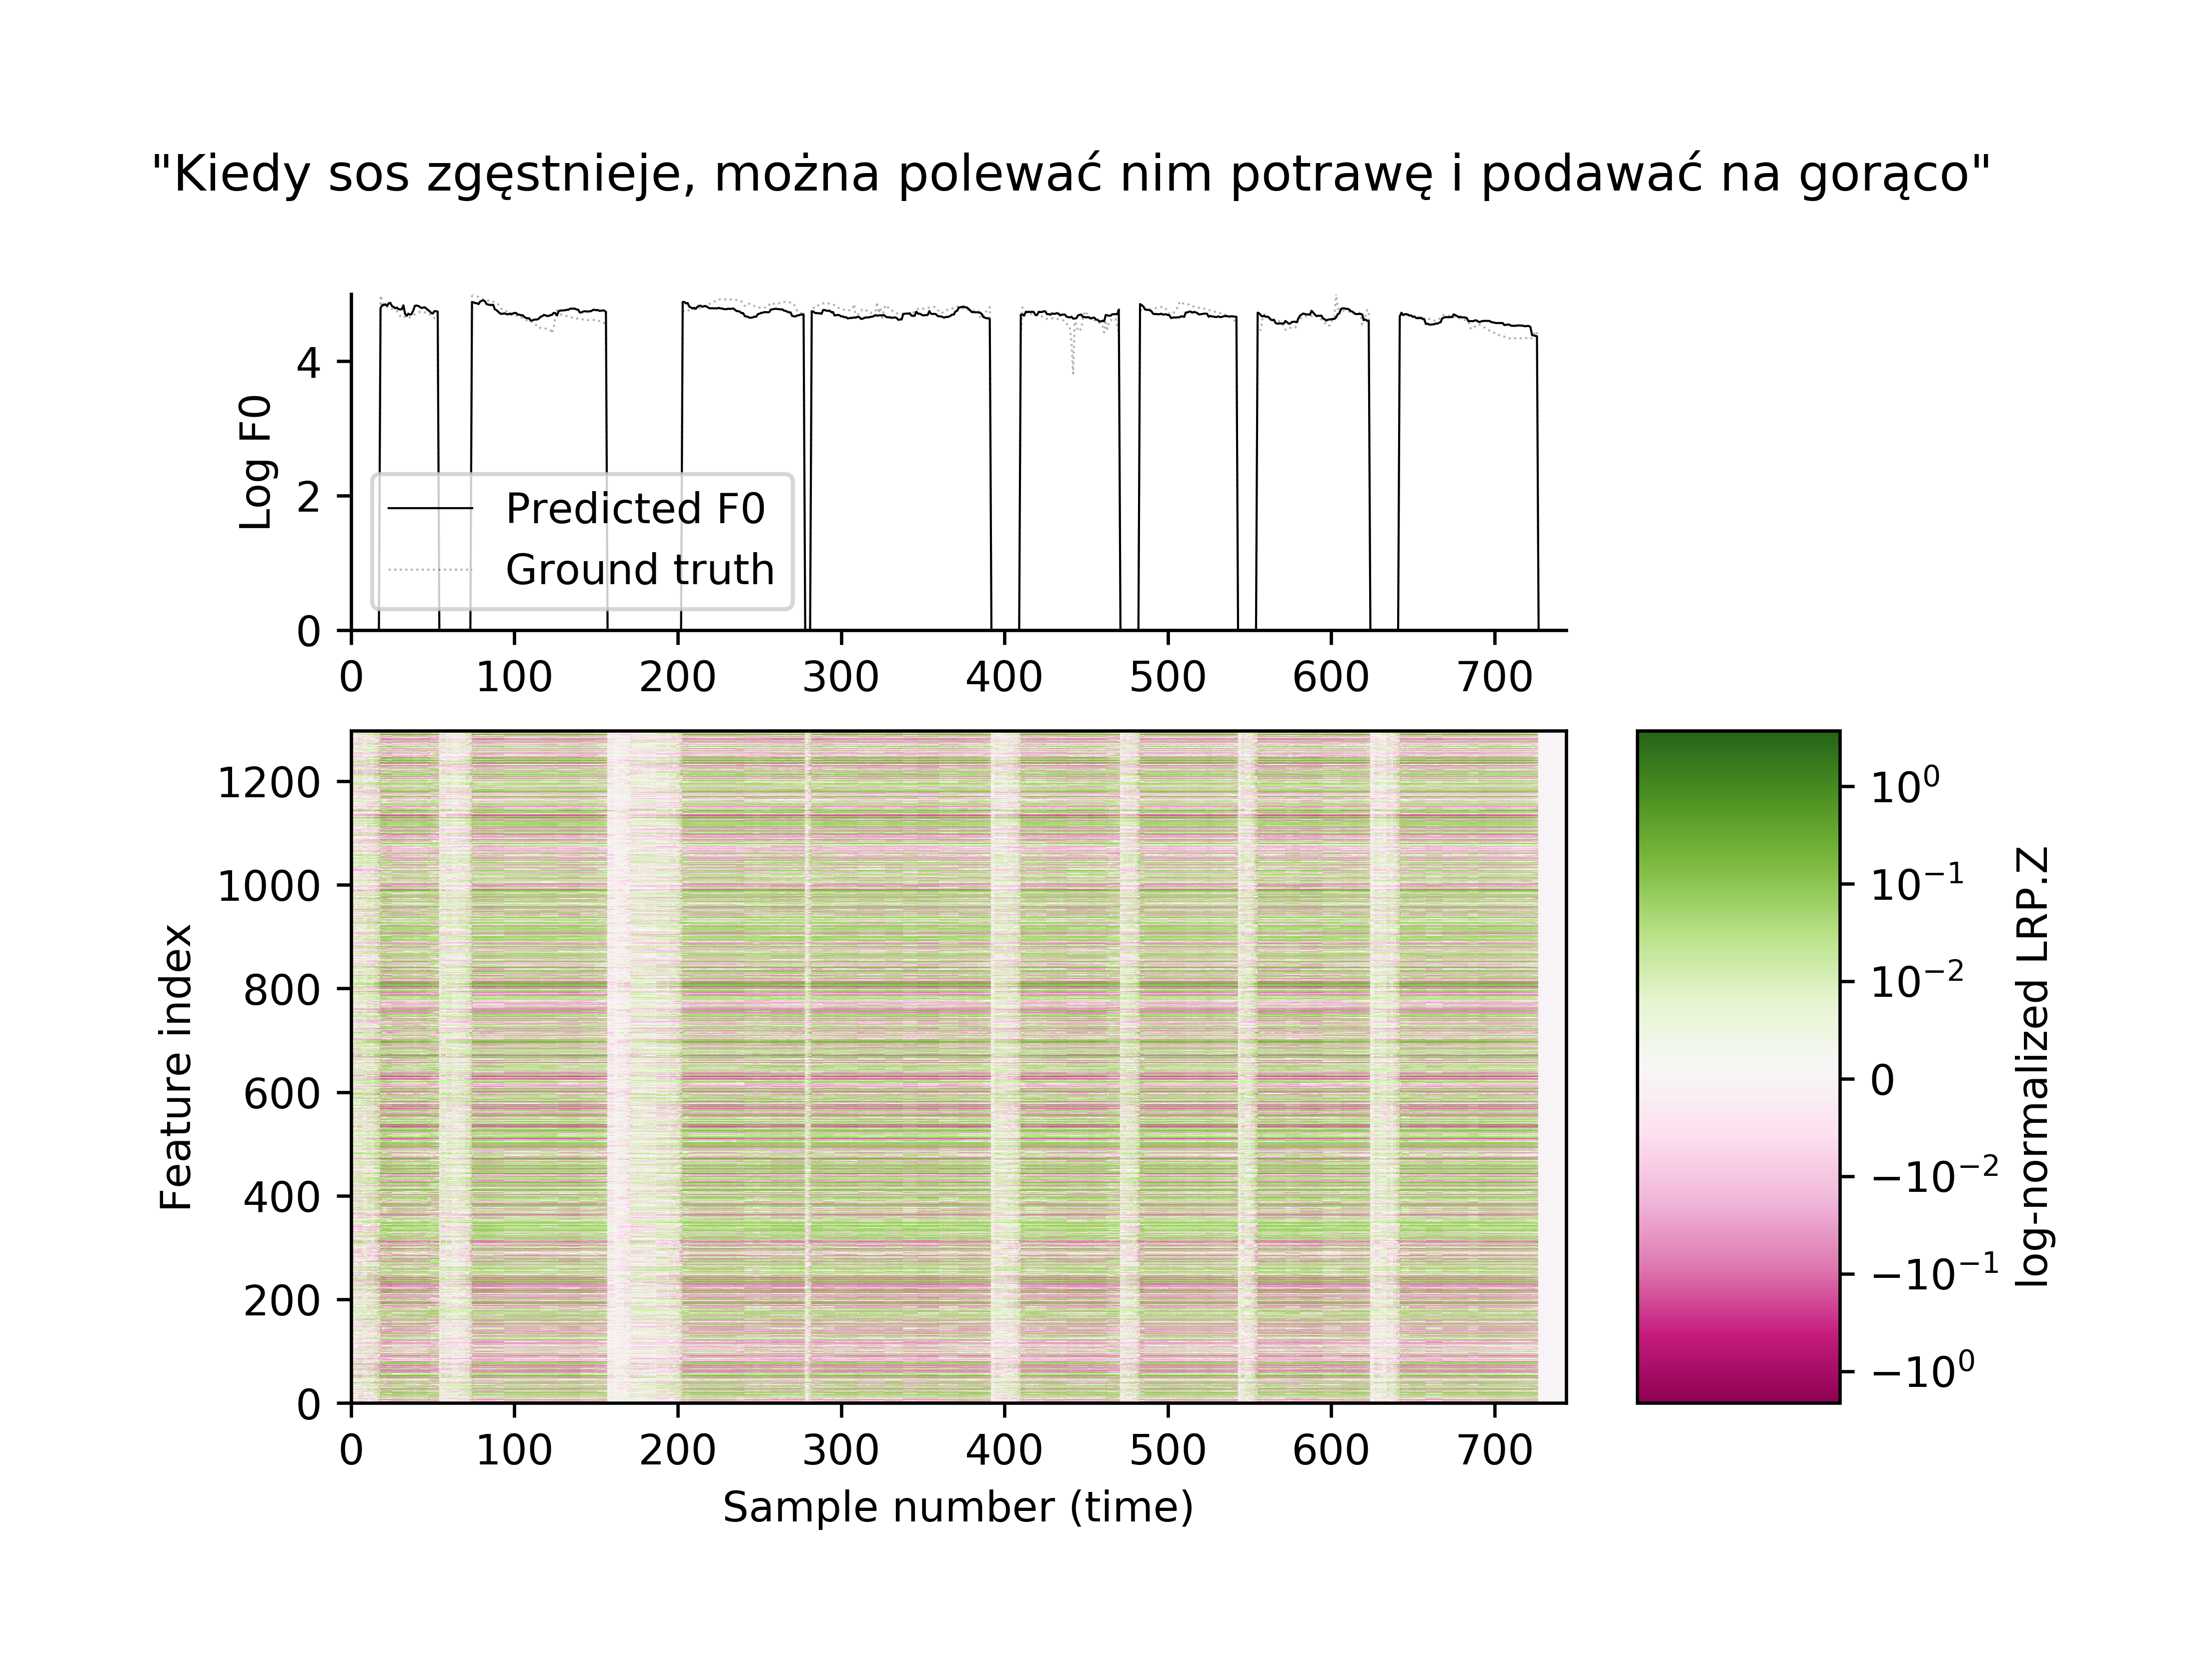 "Kiedy sos zgęstnieje, można polewać nim potrawę i podawać na gorąco"
Log F0
4
2
0
Predicted F0
Ground truth
0 100 200 300 400 500 600 700
Feature index
1200
1000
800
600
400
200
0
0 100 200 300 400 500 600 700
Sample number (time)
10⁰
10⁻¹
10⁻²
0
−10⁻²
−10⁻¹
−10⁰
log-normalized LRP.Z